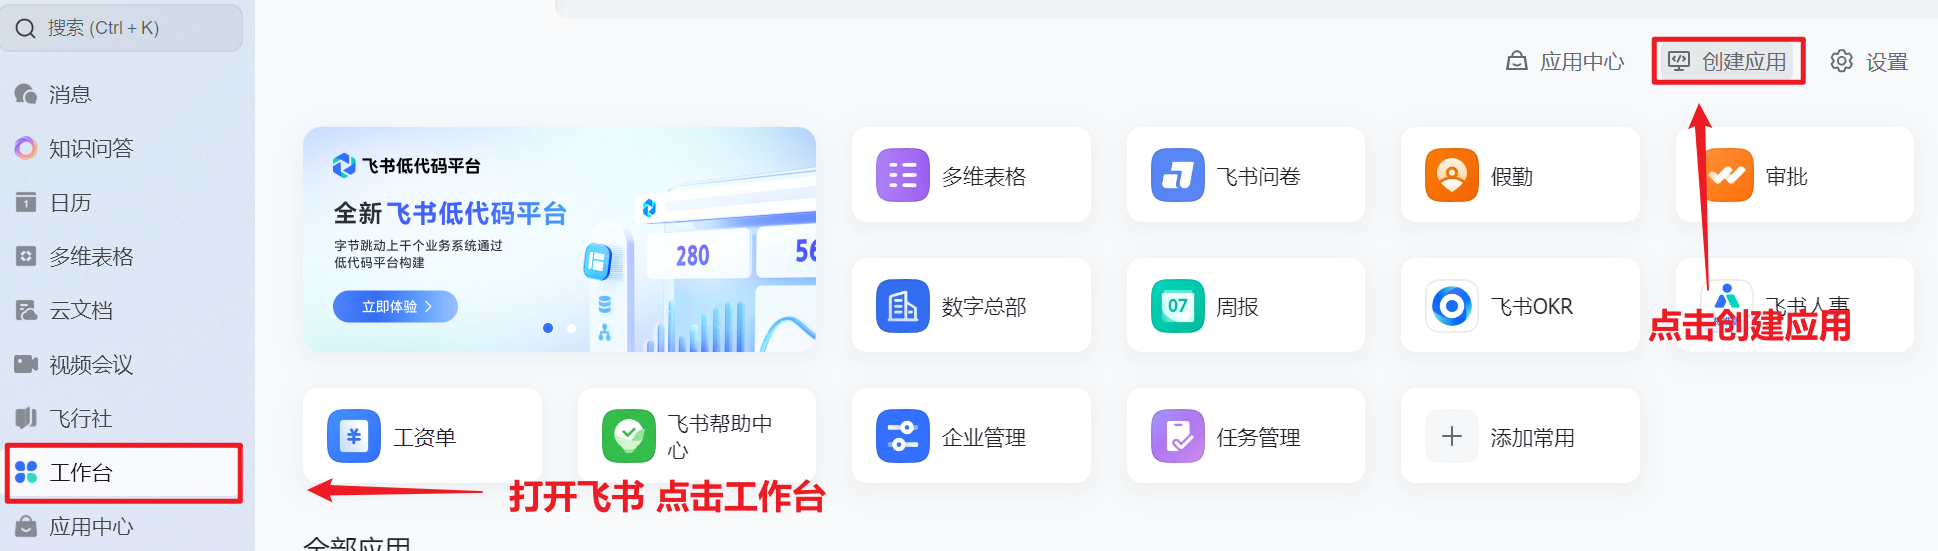 搜索 (Ctrl + K)
消息
知识问答
日历
多维表格
云文档
视频会议
飞行社
工作台
应用中心
应用中心
创建应用
设置
飞书低代码平台
全新 飞书低代码平台
字节跳动上千个业务系统通过
低代码平台构建
立即体验
280
56
多维表格
飞书问卷
假勤
审批
数字总部
07
周报
飞书OKR
飞书人事
点击创建应用
工资单
飞书帮助中
心
企业管理
任务管理
添加常用
打开飞书 点击工作台
全部应用